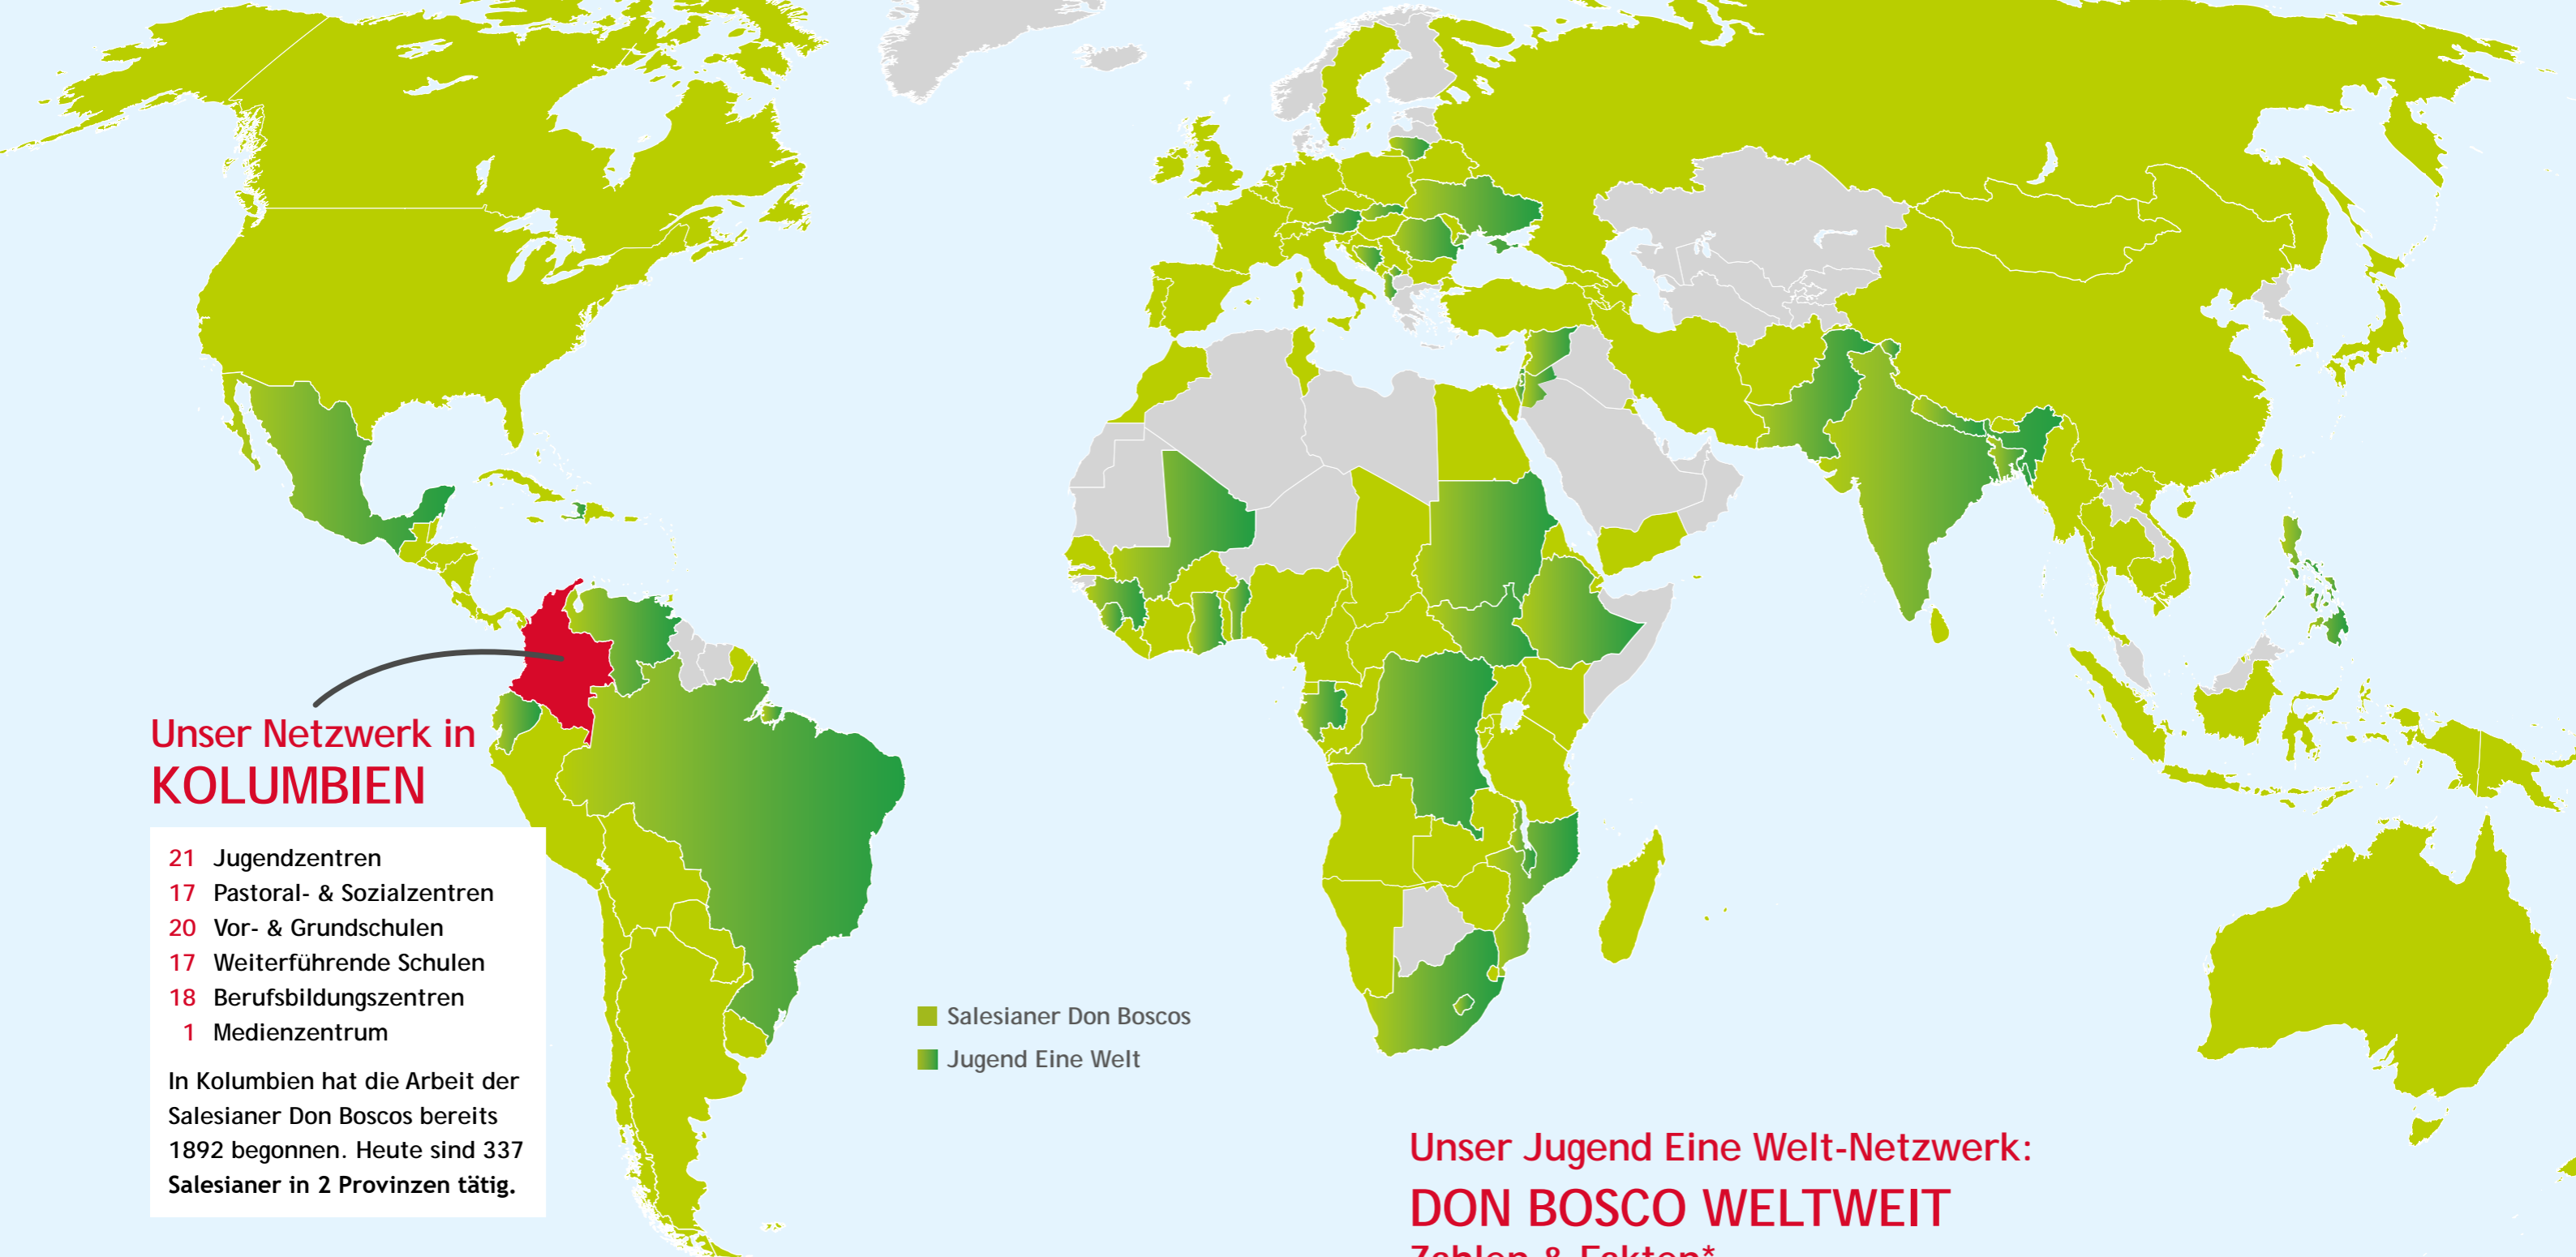 Unser Netzwerk in
KOLUMBIEN
21 Jugendzentren
17 Pastoral- & Sozialzentren
20 Vor- & Grundschulen
17 Weiterführende Schulen
18 Berufsbildungszentren
1 Medienzentrum
In Kolumbien hat die Arbeit der
Salesianer Don Boscos bereits
1892 begonnen. Heute sind 337
Salesianer in 2 Provinzen tätig.
Salesianer Don Boscos
Jugend Eine Welt
Unser Jugend Eine Welt-Netzwerk:
DON BOSCO WELTWEIT
Zahlen & Fakten*